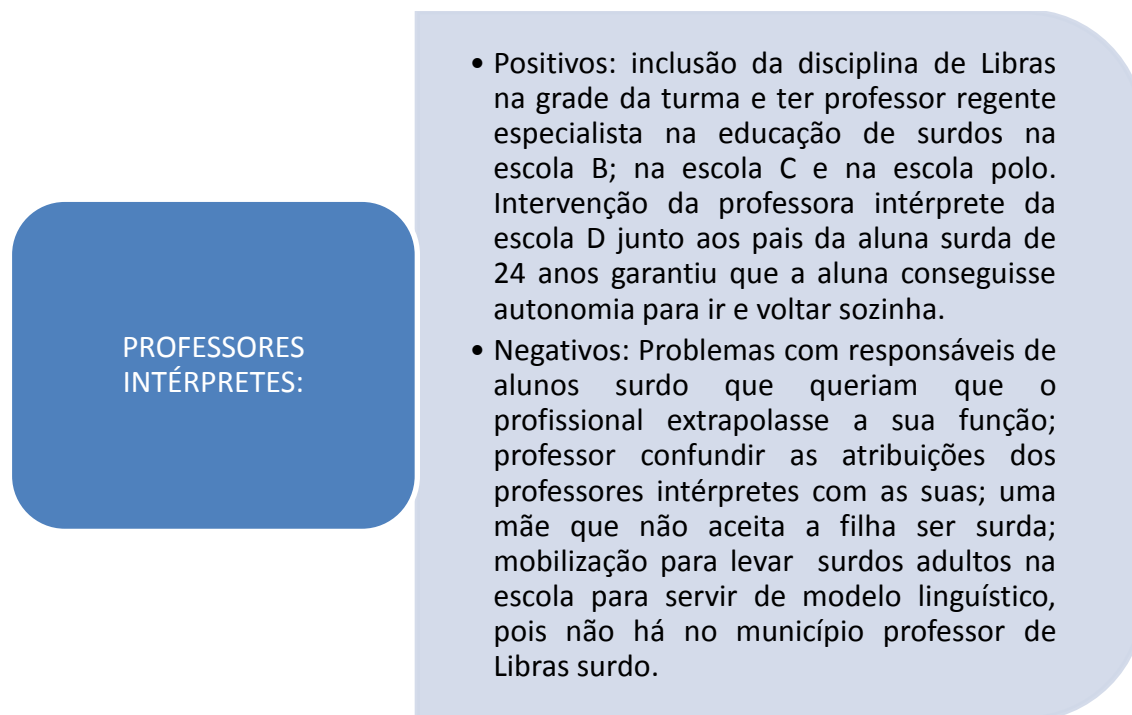 PROFESSORES
INTÉRPRETES:
• Positivos: inclusão da disciplina de Libras
na grade da turma e ter professor regente
especialista na educação de surdos na
escola B; na escola C e na escola polo.
Intervenção da professora intérprete da
escola D junto aos pais da aluna surda de
24 anos garantiu que a aluna conseguisse
autonomia para ir e voltar sozinha.
• Negativos: Problemas com responsáveis de
alunos surdo que queriam que o
profissional extrapolasse a sua função;
professor confundir as atribuições dos
professores intérpretes com as suas; uma
mãe que não aceita a filha ser surda;
mobilização para levar surdos adultos na
escola para servir de modelo linguístico,
pois não há no município professor de
Libras surdo.